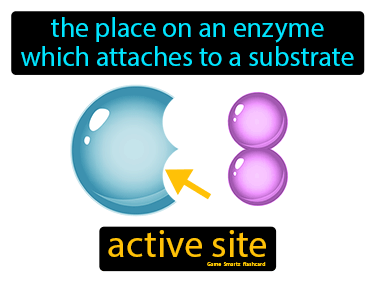 the place on an enzyme
which attaches to a substrate
active site
Game Smartz flashcard